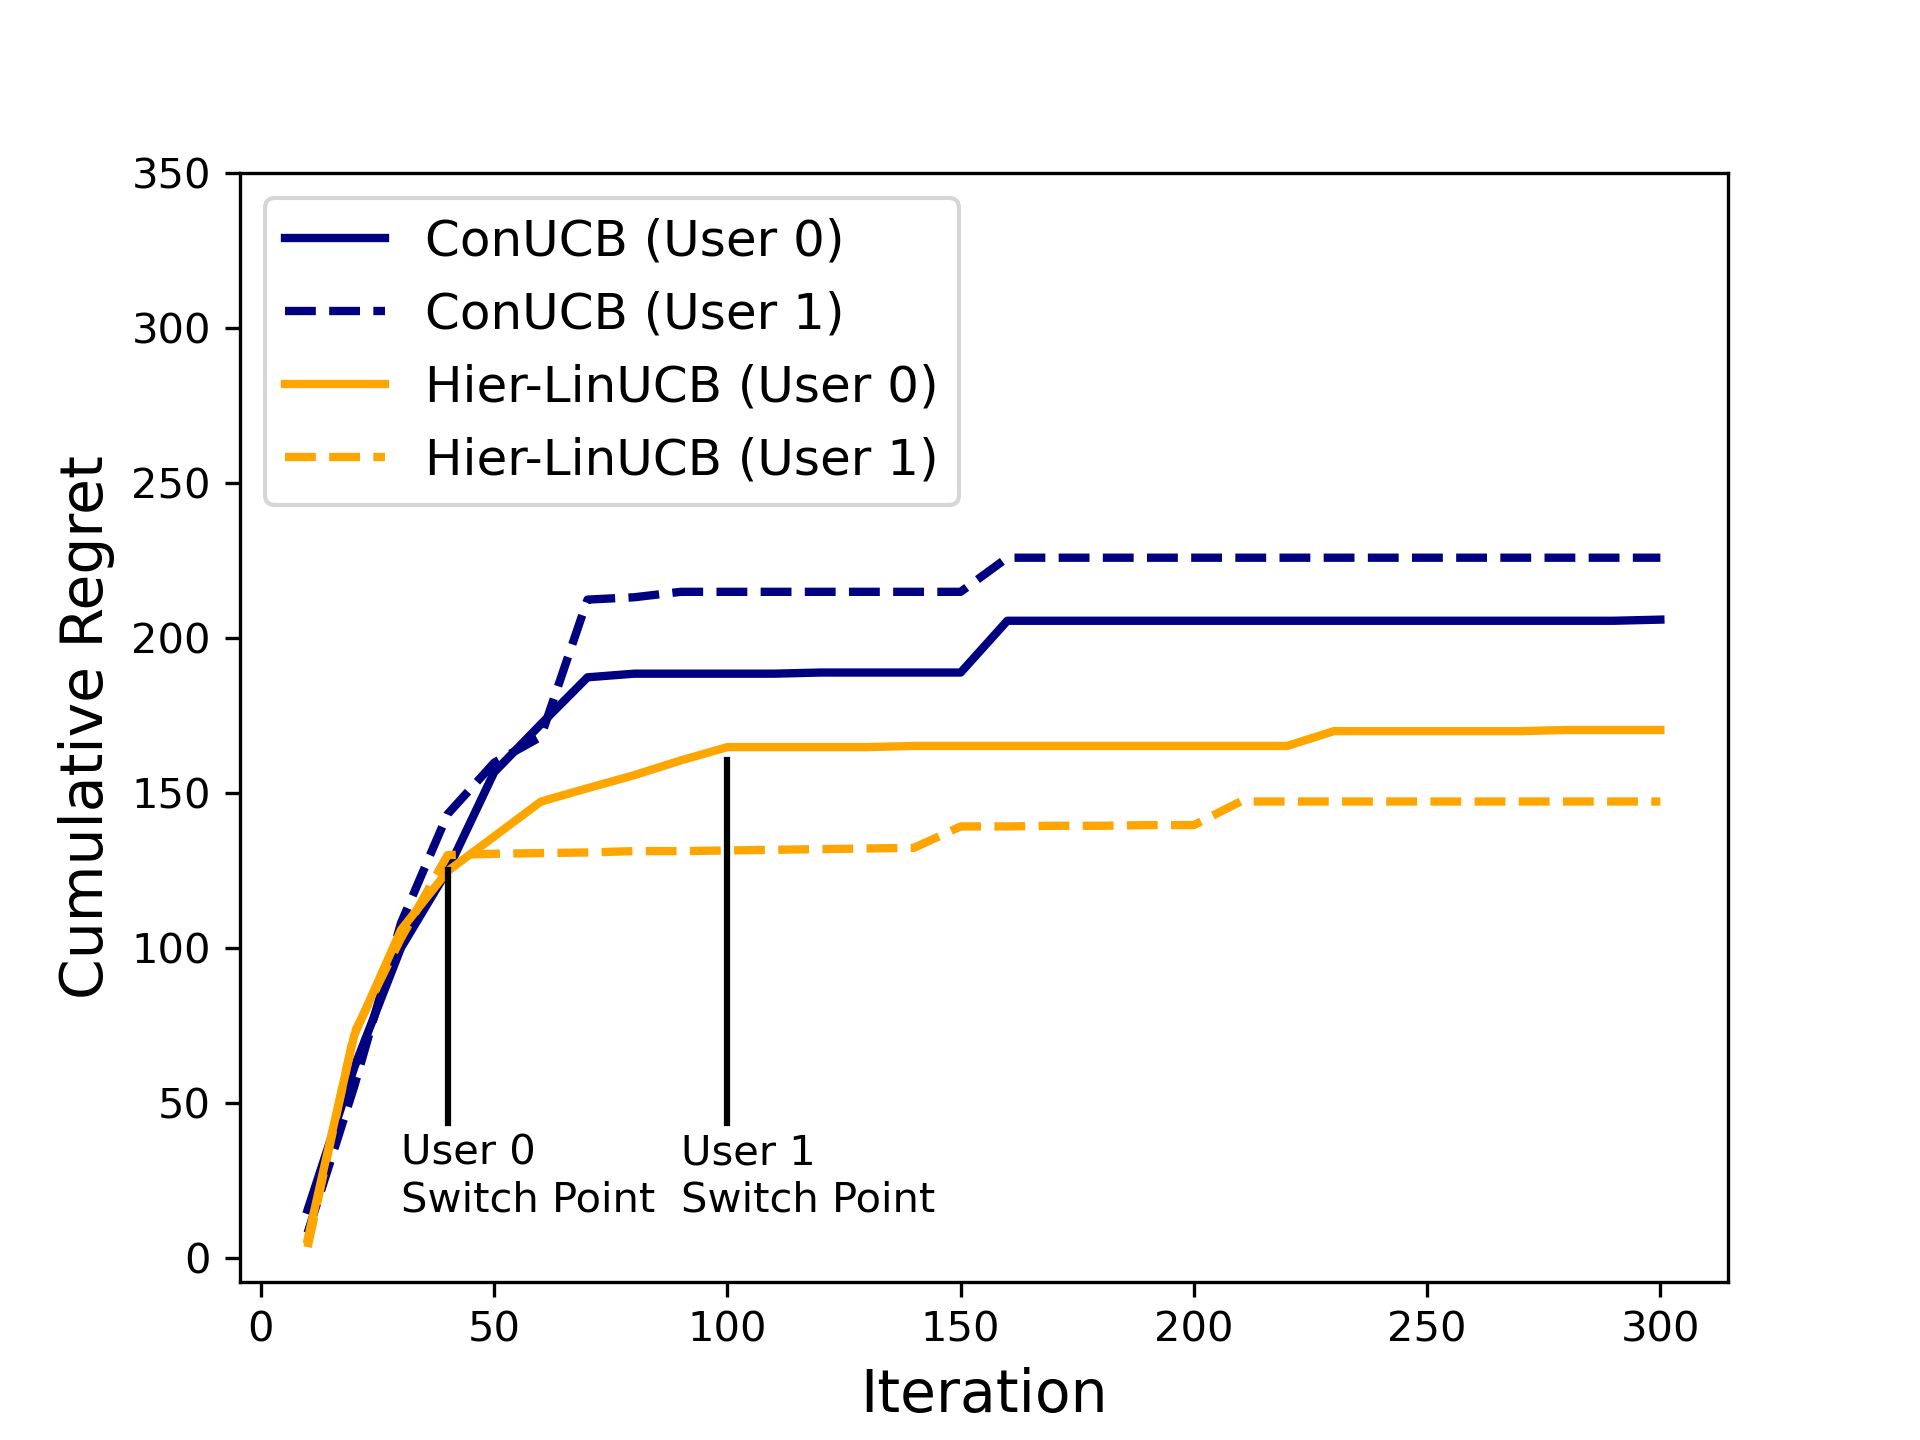 350
300
250
200
150
100
50
0
Cumulative Regret
ConUCB (User 0)
ConUCB (User 1)
Hier-LinUCB (User 0)
Hier-LinUCB (User 1)
User 0
Switch Point
User 1
Switch Point
0 50 100 150 200 250 300
Iteration